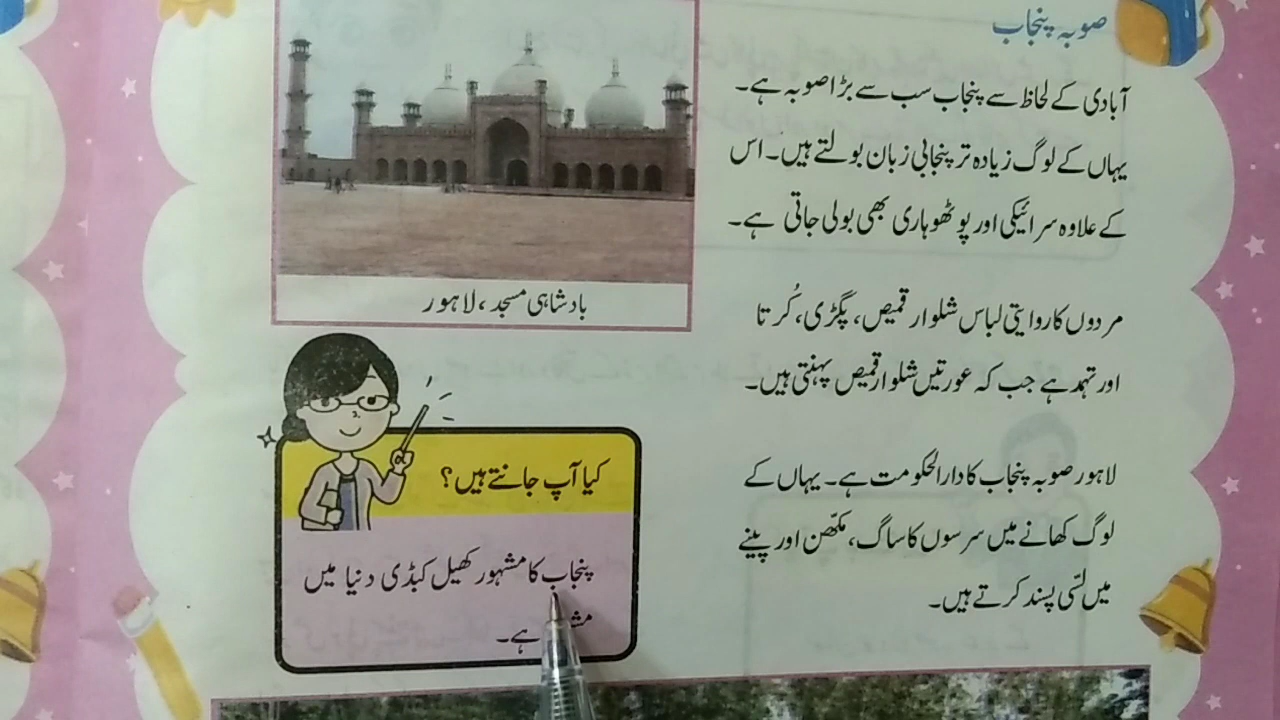 صوبہ پنجاب
آبادی کے لحاظ سے پنجاب سب سے بڑا صوبہ ہے۔
یہاں کے لوگ زیادہ تر پنجابی زبان بولتے ہیں۔ اس
کے علاوہ سرائیکی اور پوٹھوہاری بھی بولی جاتی ہے۔
مردوں کا روایتی لباس شلوار قمیص، پگڑی، کُرتا
اور تہمد ہے جب کہ عورتیں شلوار قمیص پہنتی ہیں۔
لاہور صوبہ پنجاب کا دارالحکومت ہے۔ یہاں کے
لوگ کھانے میں سرسوں کا ساگ، مکھّن اور پینے
میں لسّی پسند کرتے ہیں۔
بادشاہی مسجد، لاہور
کیا آپ جانتے ہیں؟
پنجاب کا مشہور کھیل کبڈی دنیا میں
ہے۔